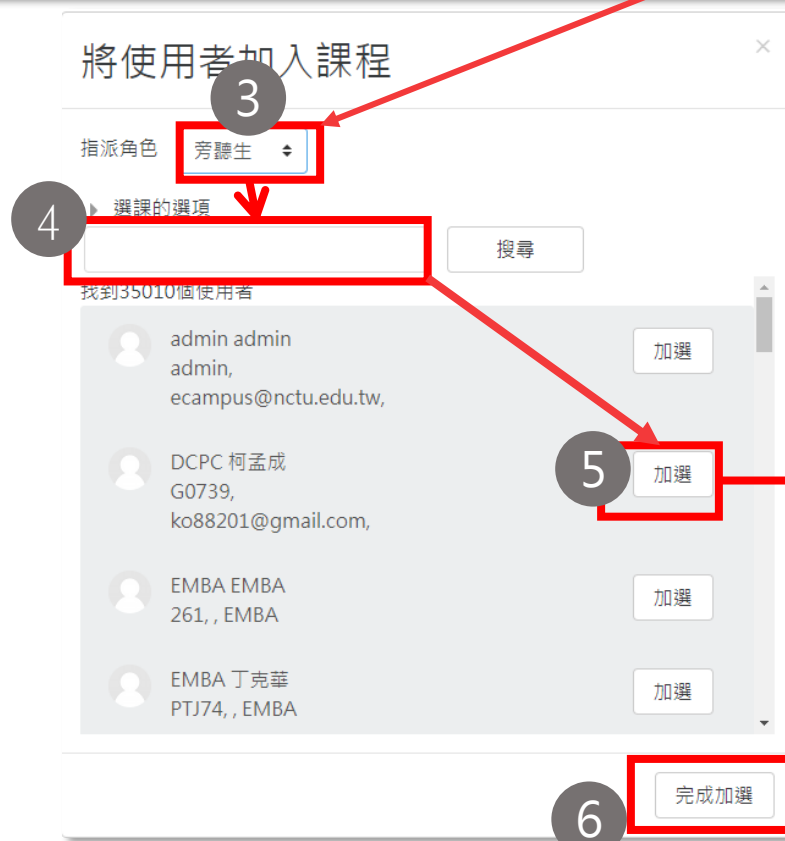 將使用者加入課程
×
3
指派角色 旁聽生
4
選課的選項
搜尋
找到35010個使用者
admin admin
admin,
ecampus@nctu.edu.tw,
加選
DCPC 柯孟成
G0739,
ko88201@gmail.com,
5
加選
EMBA EMBA
261, , EMBA
加選
EMBA 丁克華
PTJ74, , EMBA
加選
6
完成加選